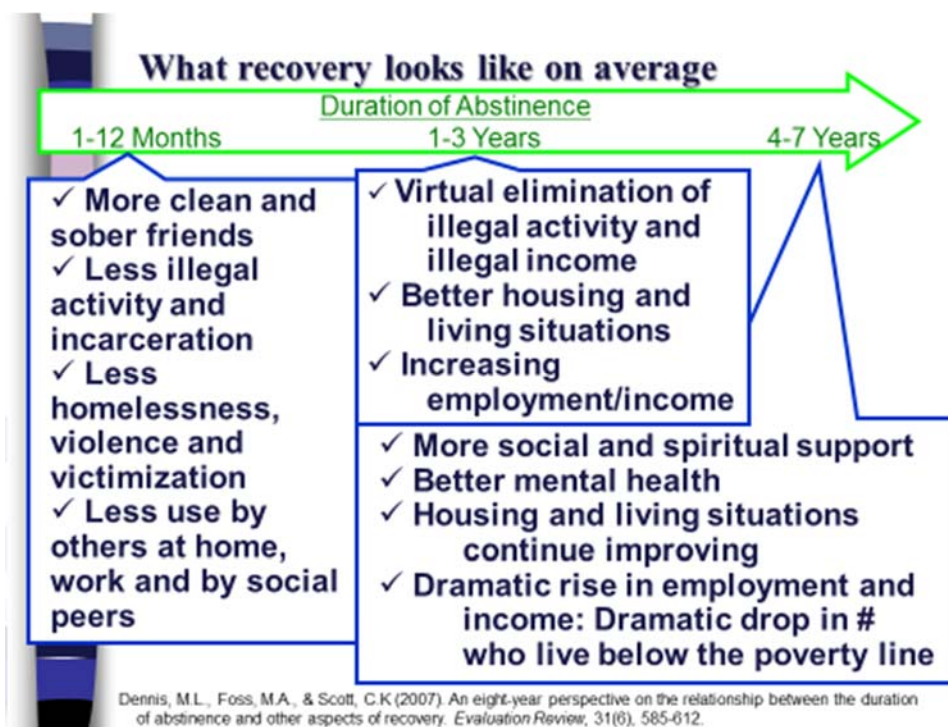 What recovery looks like on average
Duration of Abstinence
1-12 Months
1-3 Years
4-7 Years
✓ More clean and
sober friends
✓ Less illegal
activity and
incarceration
✓ Less
homelessness,
violence and
victimization
✓ Less use by
others at home,
work and by social
peers
✓ Virtual elimination of
illegal activity and
illegal income
✓ Better housing and
living situations
✓ Increasing
employment/income
✓ More social and spiritual support
✓ Better mental health
✓ Housing and living situations
continue improving
✓ Dramatic rise in employment and
income: Dramatic drop in #
who live below the poverty line
Dennis, M.L., Foss, M.A., & Scott, C.K (2007). An eight-year perspective on the relationship between the duration
of abstinence and other aspects of recovery. Evaluation Review, 31(6), 585-612.